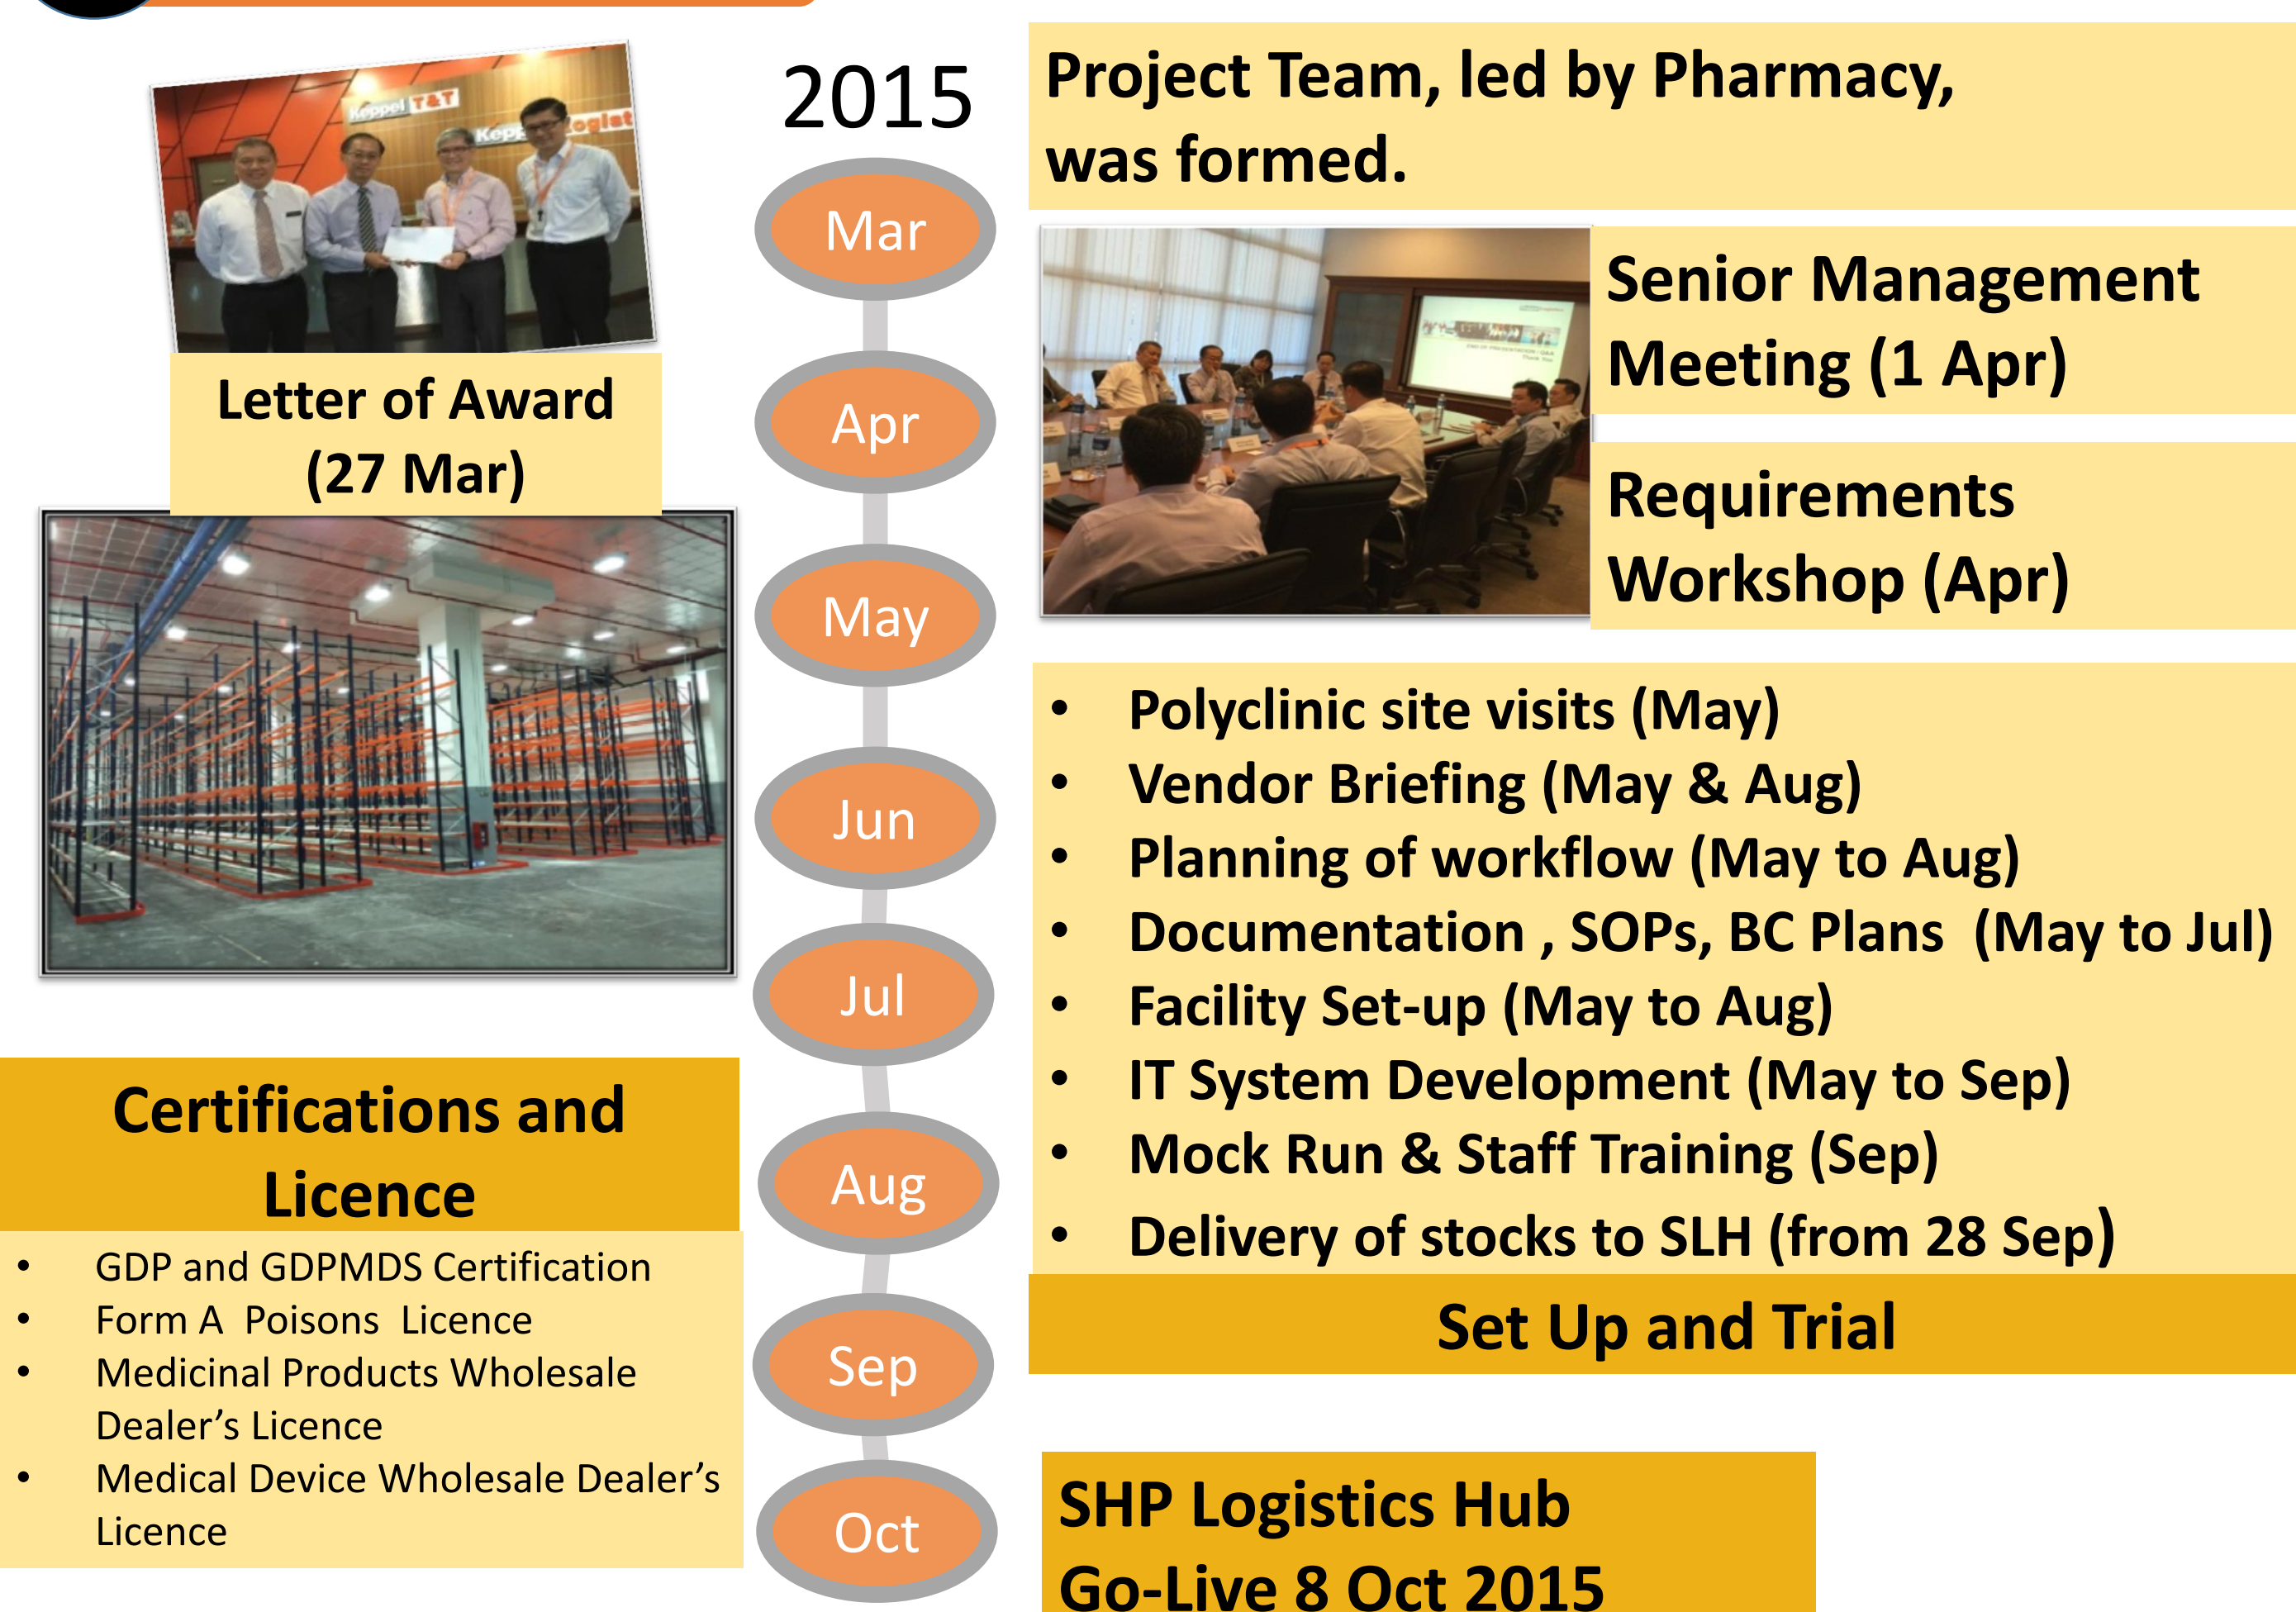 2015
Project Team, led by Pharmacy,
was formed.
Keppel T&T
Letter of Award
(27 Mar)
Mar
Apr
May
Jun
Jul
Aug
Sep
Oct
Senior Management
Meeting (1 Apr)
Requirements
Workshop (Apr)
• Polyclinic site visits (May)
• Vendor Briefing (May & Aug)
• Planning of workflow (May to Aug)
• Documentation , SOPs, BC Plans (May to Jul)
• Facility Set-up (May to Aug)
• IT System Development (May to Sep)
• Mock Run & Staff Training (Sep)
• Delivery of stocks to SLH (from 28 Sep)
Set Up and Trial
Certifications and
Licence
• GDP and GDPMDS Certification
• Form A Poisons Licence
• Medicinal Products Wholesale
Dealer’s Licence
• Medical Device Wholesale Dealer’s
Licence
SHP Logistics Hub
Go-Live 8 Oct 2015